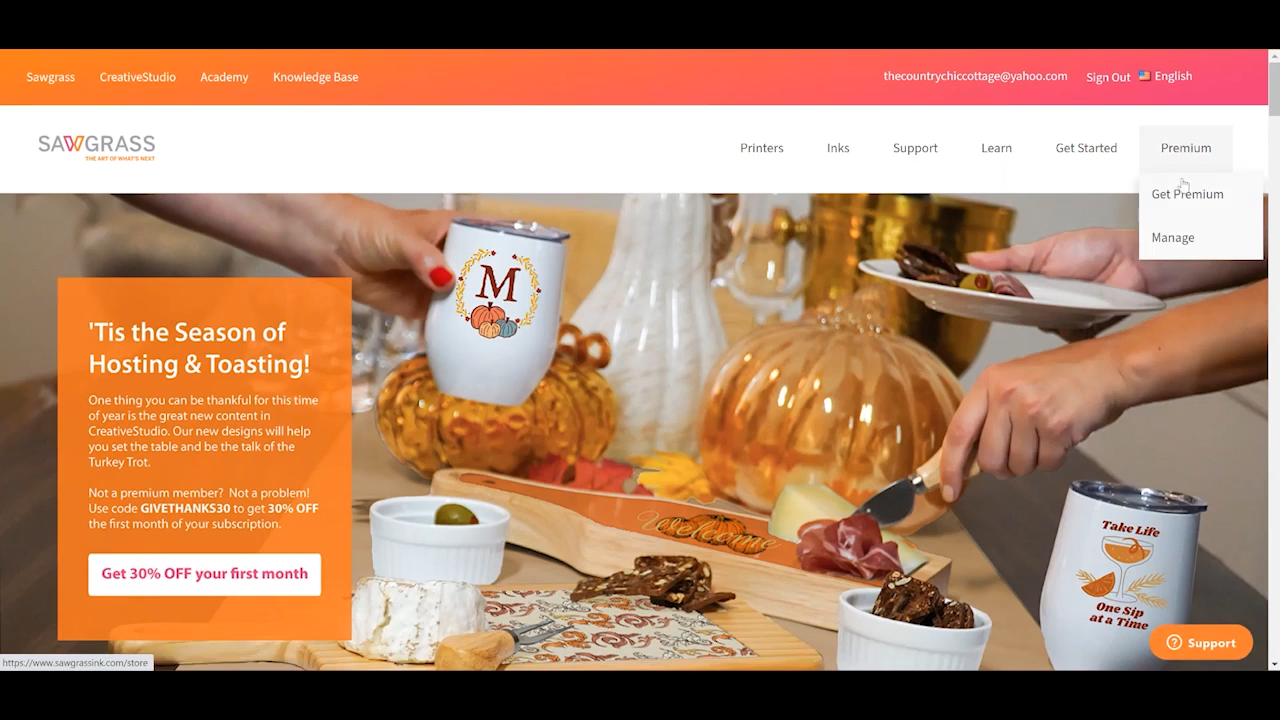 Sawgrass CreativeStudio Academy Knowledge Base thecountrychiccottage@yahoo.com Sign Out English
SAWGRASS
THE ART OF WHAT'S NEXT
Printers Inks Support Learn Get Started Premium
Get Premium
Manage
M
'Tis the Season of
Hosting & Toasting!
One thing you can be thankful for this time
of year is the great new content in
CreativeStudio. Our new designs will help
you set the table and be the talk of the
Turkey Trot.
Not a premium member? Not a problem!
Use code GIVETHANKS30 to get 30% OFF
the first month of your subscription.
Get 30% OFF your first month
Welcome
Take Life
One Sip
at a Time
Support
https://www.sawgrassink.com/store